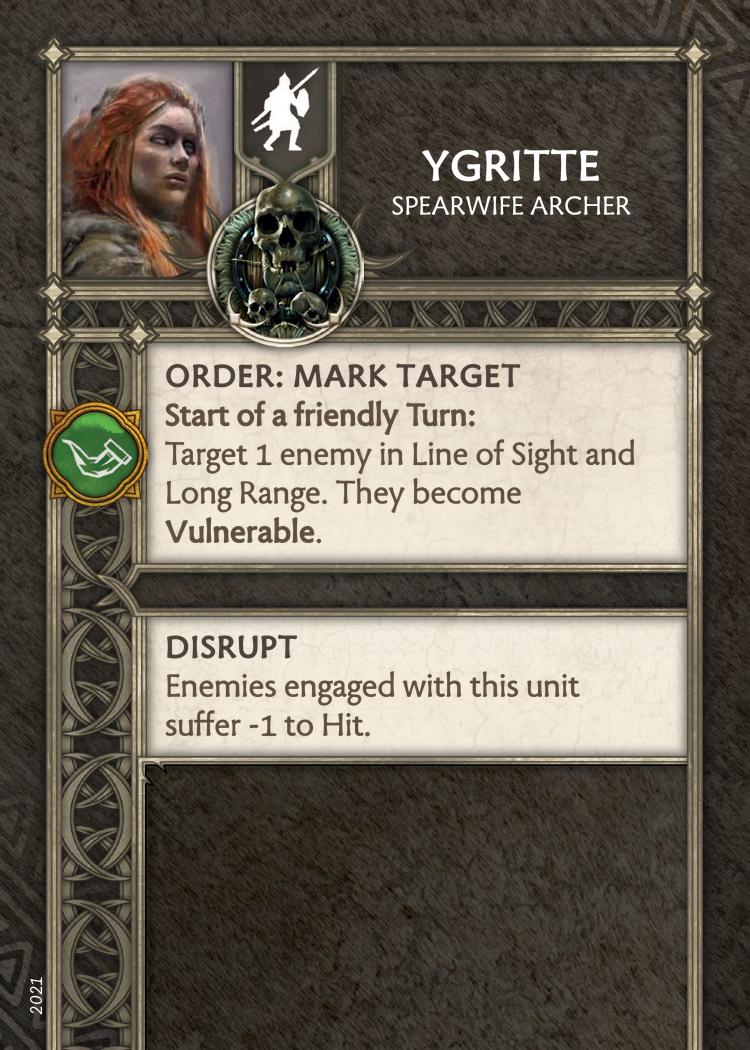 YGRITTE
SPEARWIFE ARCHER
ORDER: MARK TARGET
Start of a friendly Turn:
Target 1 enemy in Line of Sight and
Long Range. They become
Vulnerable.
DISRUPT
Enemies engaged with this unit
suffer -1 to Hit.
2021